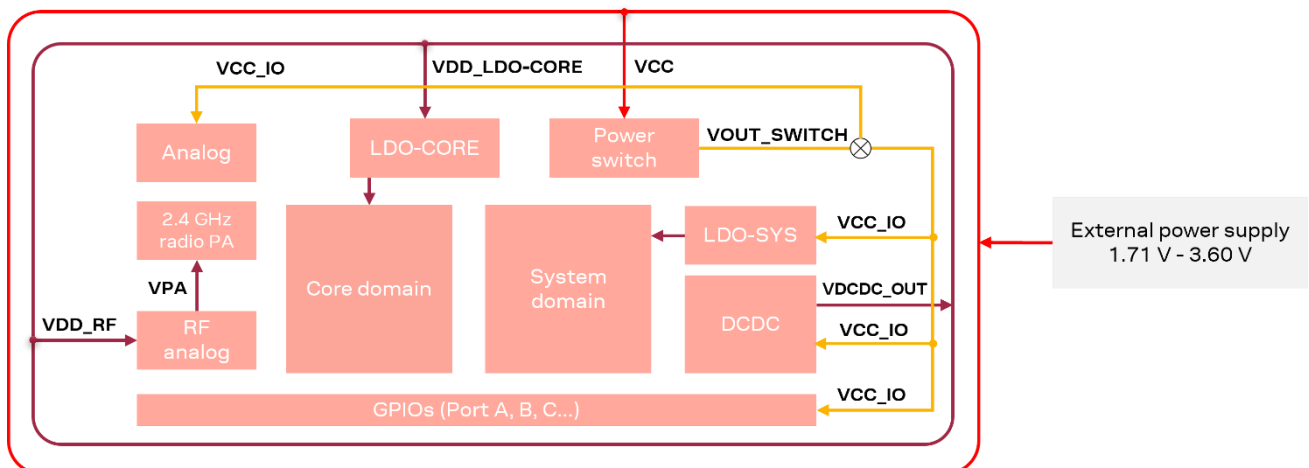 VCC_IO
VDD_LDO-CORE
VCC
Analog
LDO-CORE
Power
switch
VOUT_SWITCH
2.4 GHz
radio PA
VPA
VDD_RF
RF
analog
Core domain
System
domain
LDO-SYS
VCC_IO
DCDC
VDCDC_OUT
VCC_IO
VCC_IO
GPIOs (Port A, B, C...)
External power supply
1.71 V - 3.60 V